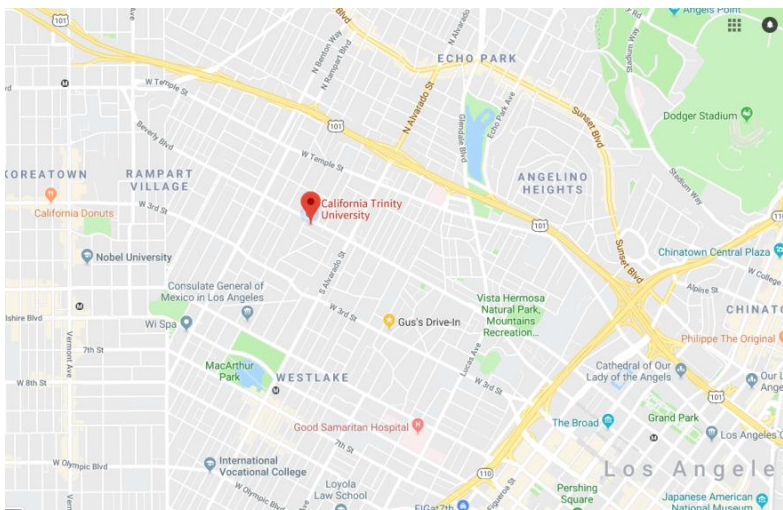 101
Angels Point
ECHO PARK
N Benton Way
N Rampart Blvd
N Alvarado St
Sunset Blvd
Stadium Way
Dodger Stadium
W Temple St
Beverly Blvd
101
Glendale Blvd
Echo Park Ave
W Temple St
KOREATOWN
RAMPART
VILLAGE
ANGELINO
HEIGHTS
Stadium Way
California Donuts
W 3rd St
California Trinity
University
101
110
Sunset Blvd
Nobel University
Chinatown Central Plaza
W College
Alpine St
Consulate General of
Mexico in Los Angeles
S Alvarado St
W 3rd St
Vista Hermosa
Natural Park,
Mountains
Recreation...
CHINATO
lshire Blvd
Wi Spa
Gus's Drive-In
Philippe The Original
Vermont Ave
7th St
Lucas Ave
MacArthur
Park
WESTLAKE
W 8th St
W 3rd St
Cathedral of Our
Lady of the Angels
Our L
Ange
101
Good Samaritan Hospital
The Broad
Grand Park
Los Angeles
7th St
W Olympic Blvd
International
Vocational College
110
Los Angele
Loyola
Law School
W Olympic Blvd
Figueroa St
Pershing
Square
Japanese American
National Museum
FIGat7th